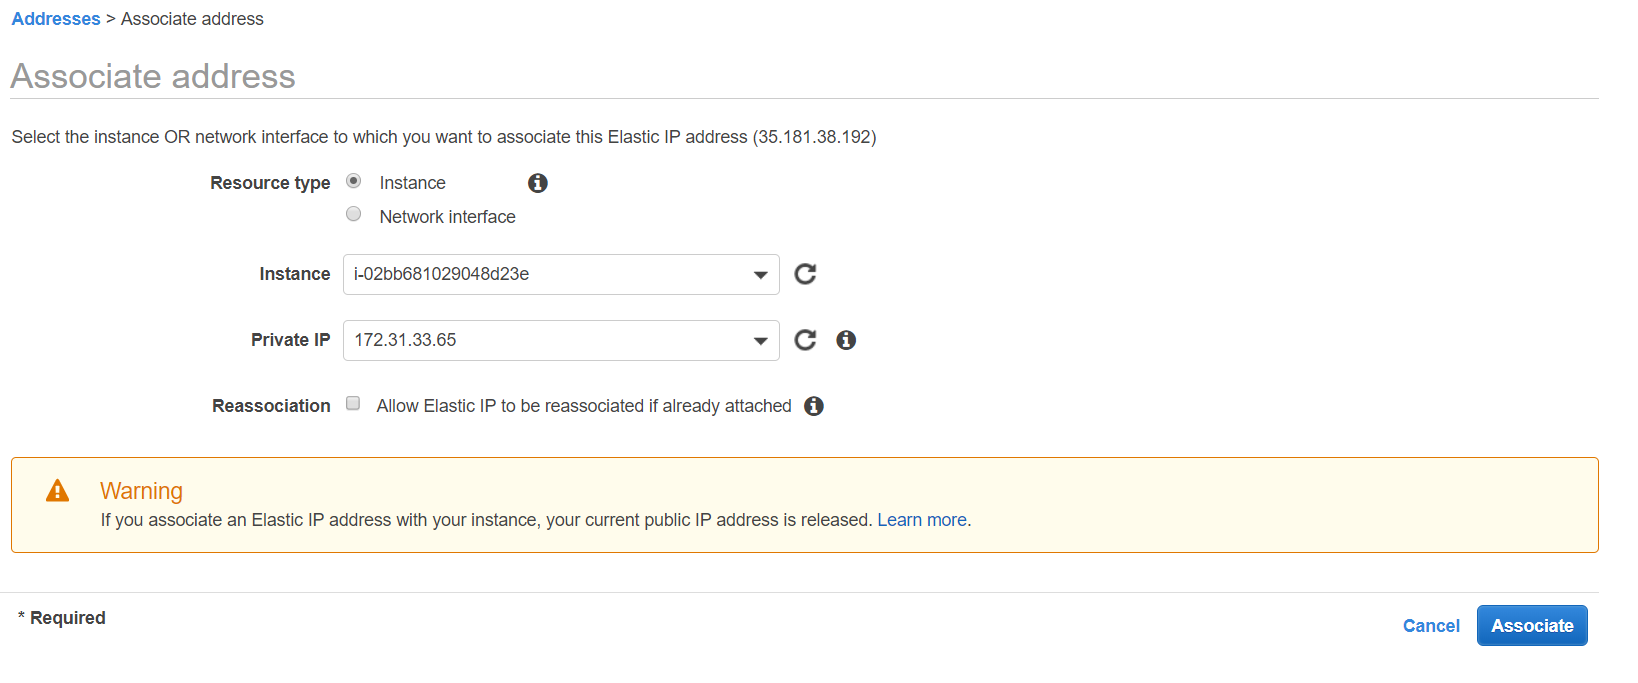 Addresses > Associate address
Associate address
Select the instance OR network interface to which you want to associate this Elastic IP address (35.181.38.192)
Resource type Instance
Network interface
Instance i-02bb681029048d23e
Private IP 172.31.33.65
Reassociation Allow Elastic IP to be reassociated if already attached
Warning
If you associate an Elastic IP address with your instance, your current public IP address is released. Learn more.
* Required
Cancel Associate